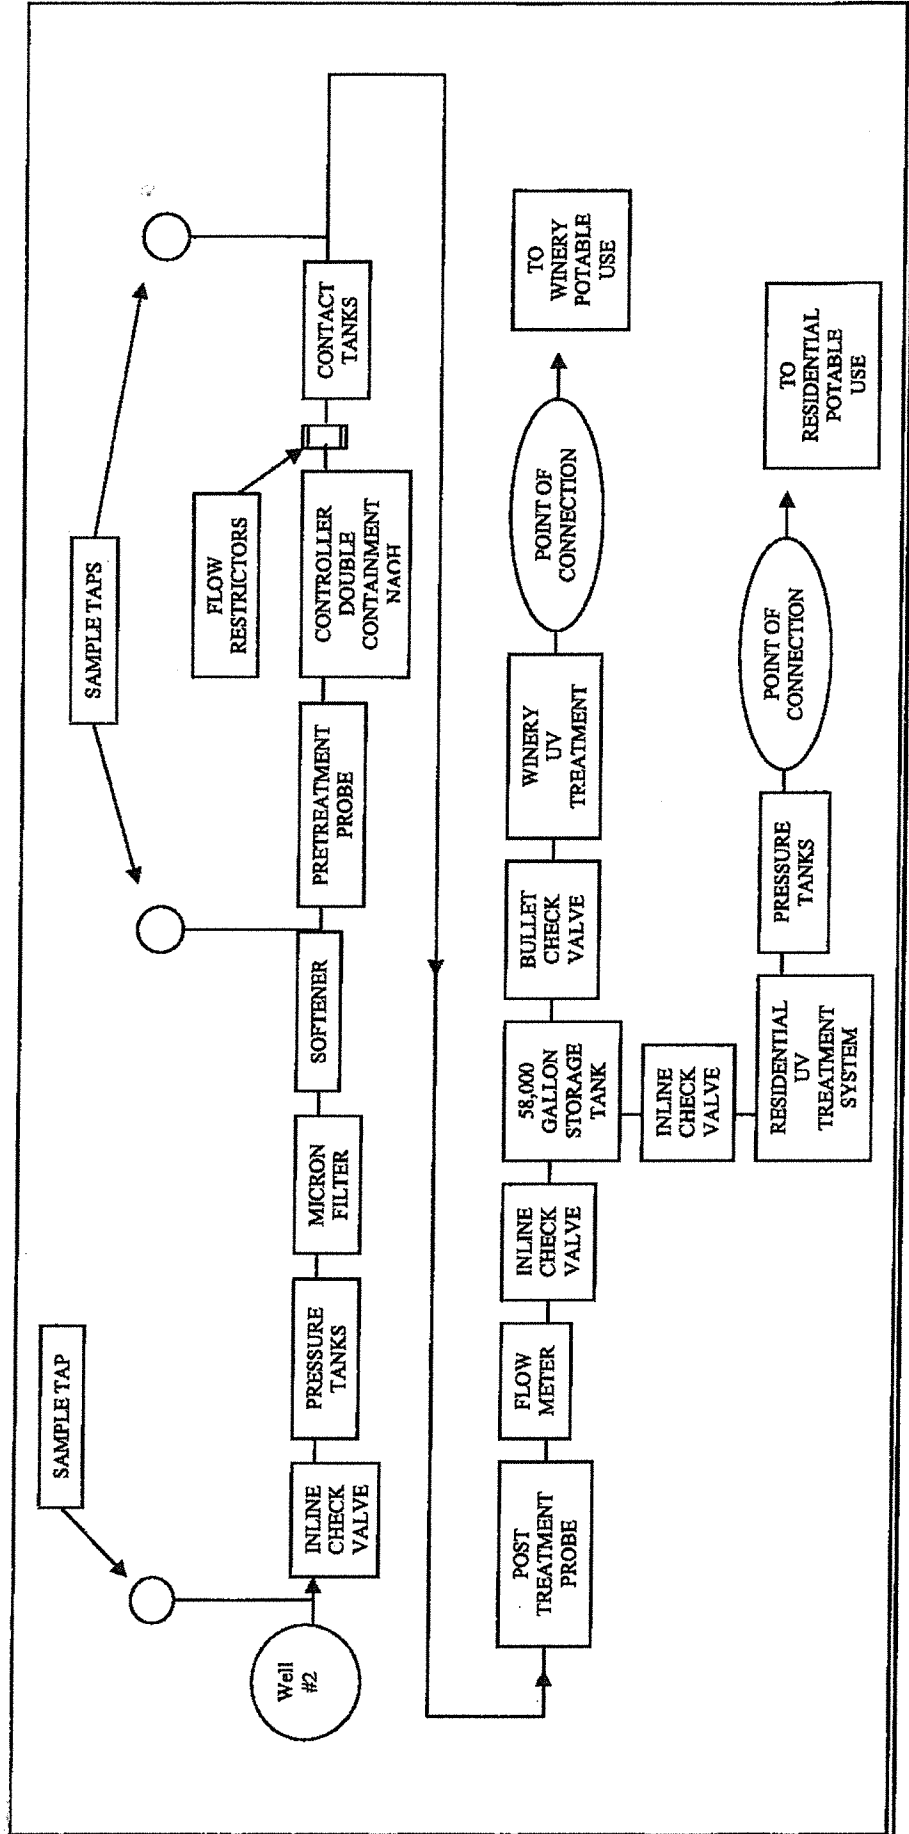 SAMPLE TAP
SAMPLE TAPS
Well
#2
INLINE
CHECK
VALVE
PRESSURE
TANKS
MICRON
FILTER
SOFTENER
PRETREATMENT
PROBE
CONTROLLER
DOUBLE
CONTAINMENT
NAOH
FLOW
RESTRICTORS
CONTACT
TANKS
POST
TREATMENT
PROBE
FLOW
METER
INLINE
CHECK
VALVE
58,000
GALLON
STORAGE
TANK
BULLET
CHECK
VALVE
WINERY
UV
TREATMENT
POINT OF
CONNECTION
TO
WINERY
POTABLE
USE
INLINE
CHECK
VALVE
RESIDENTIAL
UV
TREATMENT
SYSTEM
PRESSURE
TANKS
POINT OF
CONNECTION
TO
RESIDENTIAL
POTABLE
USE